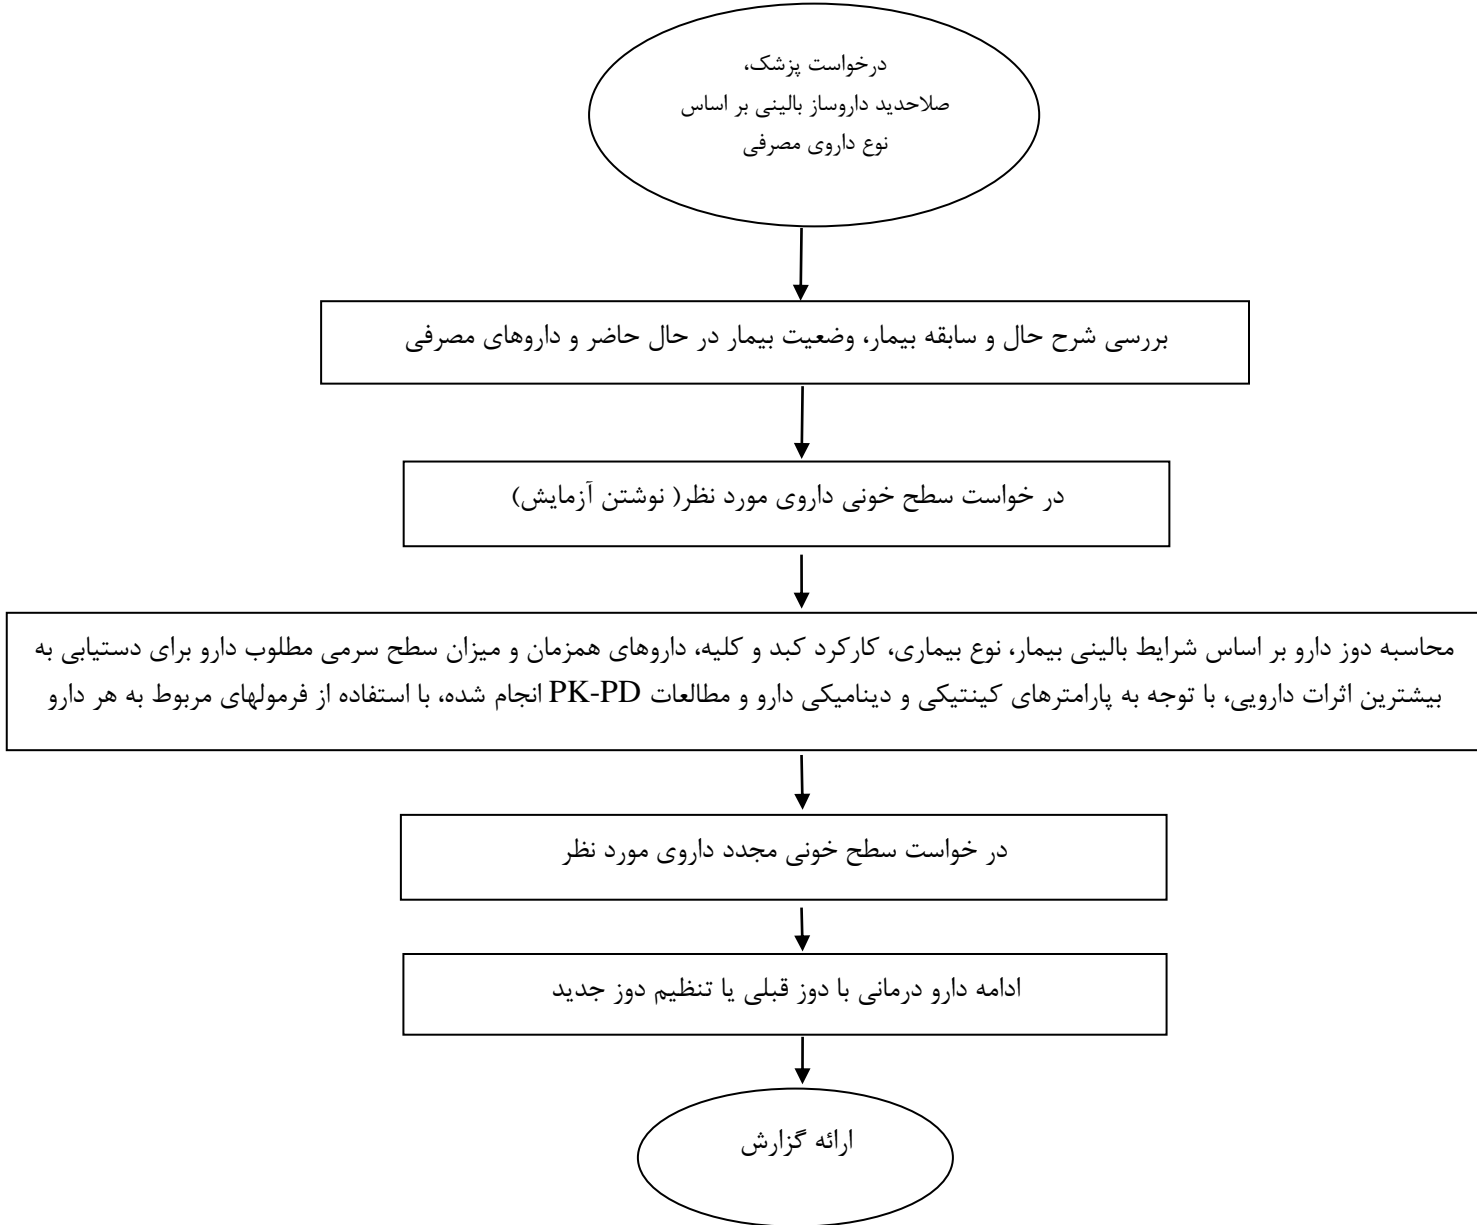 درخواست پزشک،
صلاحدید داروساز بالینی بر اساس
نوع داروی مصرفی
بررسی شرح حال و سابقه بیمار، وضعیت بیمار در حال حاضر و داروهای مصرفی
در خواست سطح خونی داروی مورد نظر( نوشتن آزمایش)
محاسبه دوز دارو بر اساس شرایط بالینی بیمار، نوع بیماری، کارکرد کبد و کلیه، داروهای همزمان و میزان سطح سرمی مطلوب دارو برای دستیابی به
بیشترین اثرات دارویی، با توجه به پارامترهای کینتیکی و دینامیکی دارو و مطالعات PK-PD انجام شده، با استفاده از فرمولهای مربوط به هر دارو
در خواست سطح خونی مجدد داروی مورد نظر
ادامه دارو درمانی با دوز قبلی یا تنظیم دوز جدید
ارائه گزارش